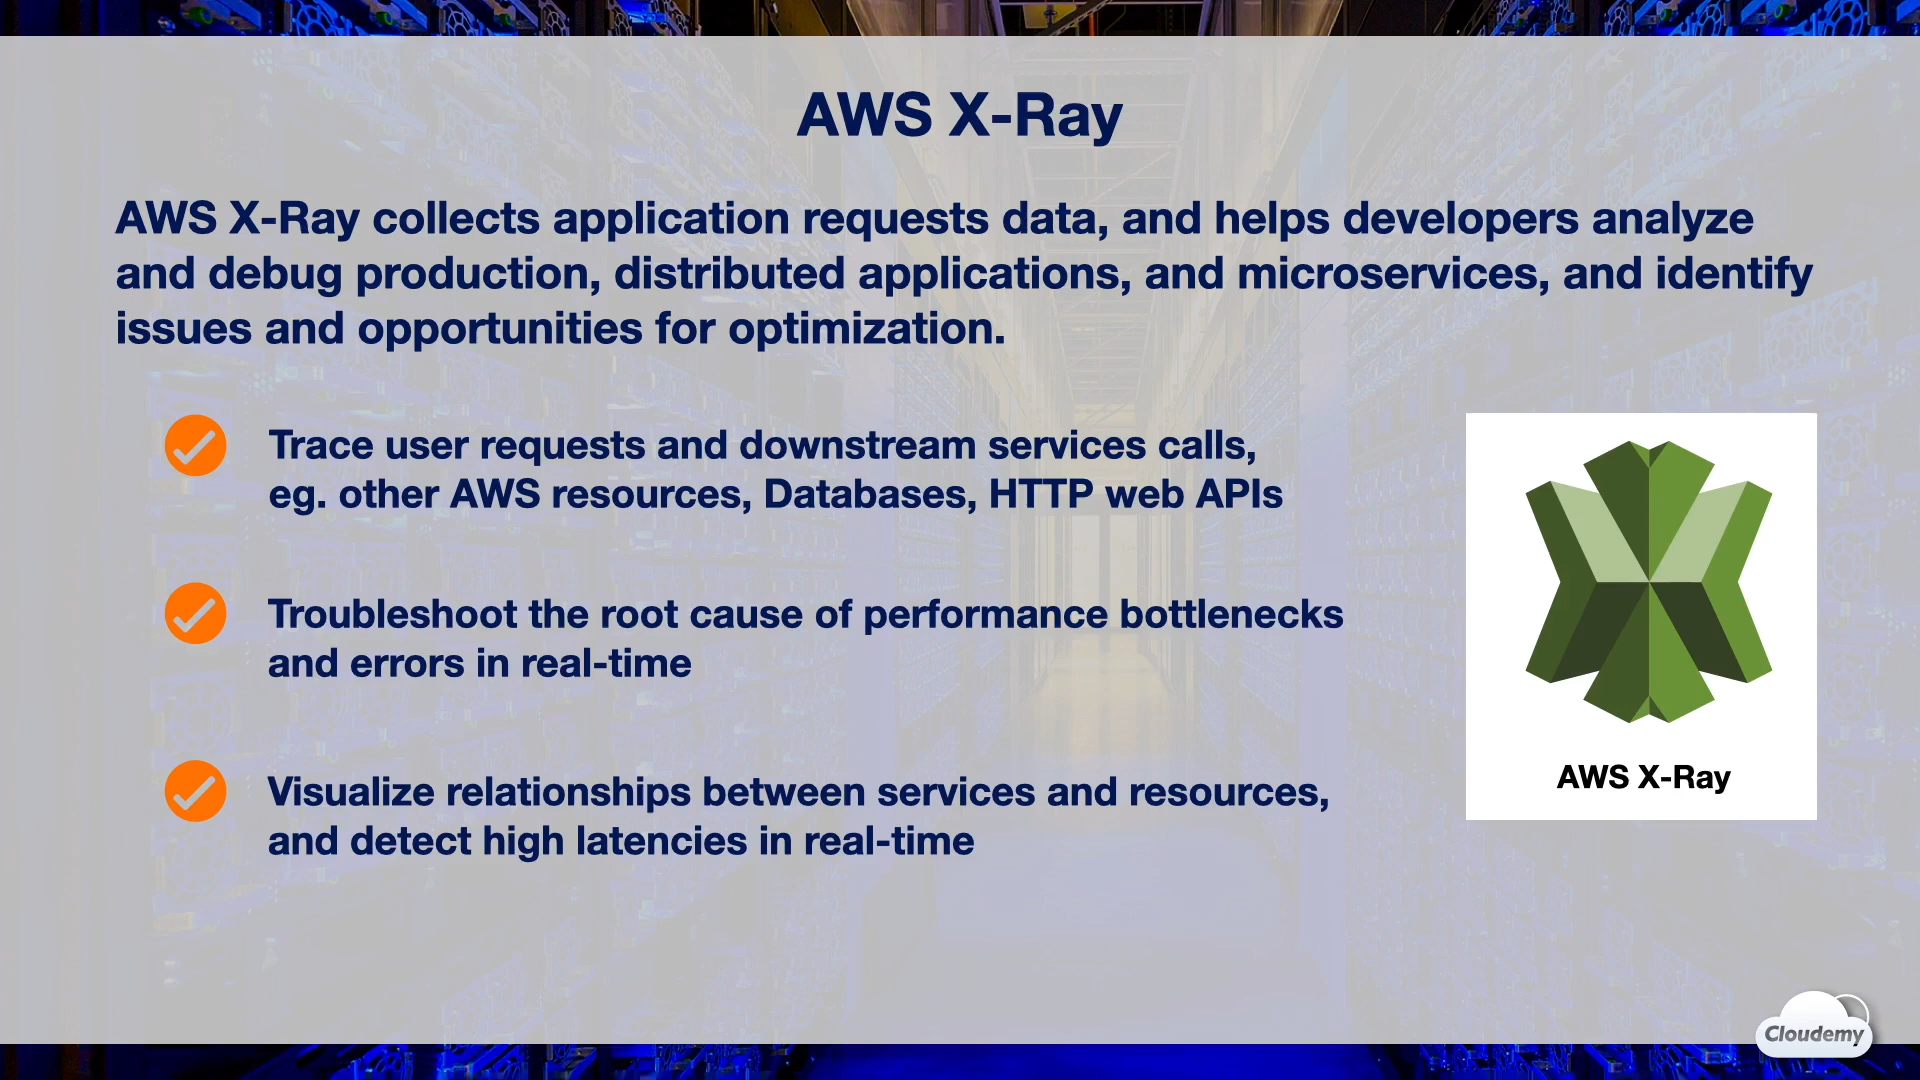 AWS X-Ray
AWS X-Ray collects application requests data, and helps developers analyze
and debug production, distributed applications, and microservices, and identify
issues and opportunities for optimization.
Trace user requests and downstream services calls,
eg. other AWS resources, Databases, HTTP web APIs
Troubleshoot the root cause of performance bottlenecks
and errors in real-time
Visualize relationships between services and resources,
and detect high latencies in real-time
AWS X-Ray
Cloudemy